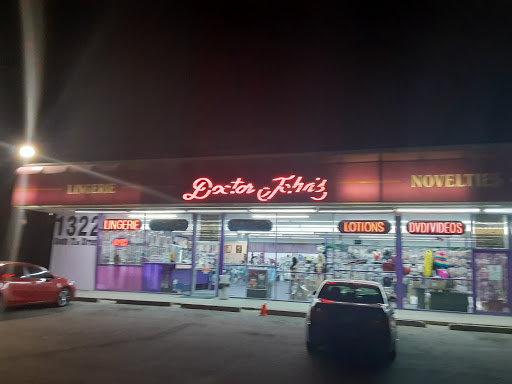 Doctor John's
LINGERIE
NOVELTIES
1322
LINGERIE
LOTIONS
DVD/VIDEOS